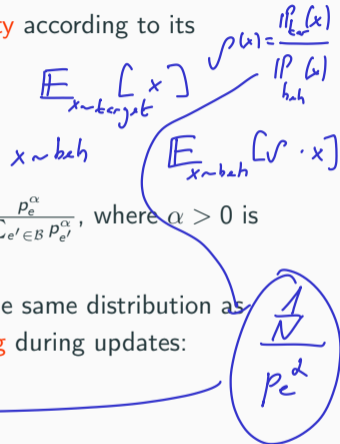 ty according to its
ρ(x) = ℙ_tar(x) / ℙ_beh(x)
𝔼_{x~target} [x]
x ~ beh 𝔼_{x~beh} [ρ · x]
p_e^α / Σ_{e'∈B} p_{e'}^α, where α > 0 is
e same distribution as
g during updates:
(1/N) / p_e^α